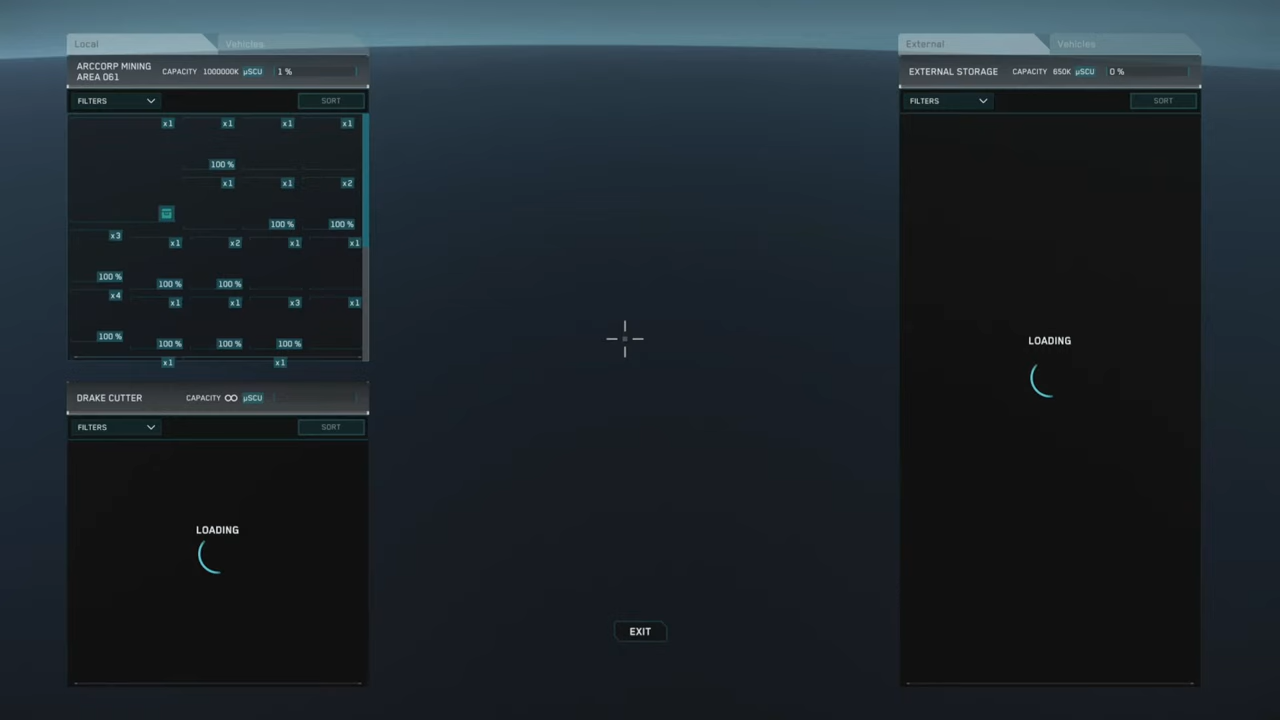 Local
Vehicles
ARCCORP MINING
AREA 061
CAPACITY 1000000K µSCU 1 %
FILTERS
SORT
x1 x1 x1 x1
100 %
x1 x1 x2
100 % 100 %
x3 x1 x2 x1 x1
100 % 100 % 100 %
x4 x1 x1 x3 x1
100 % 100 % 100 % 100 %
x1 x1
DRAKE CUTTER
CAPACITY ∞ µSCU
FILTERS
SORT
LOADING
EXIT
External
Vehicles
EXTERNAL STORAGE
CAPACITY 650K µSCU 0 %
FILTERS
SORT
LOADING